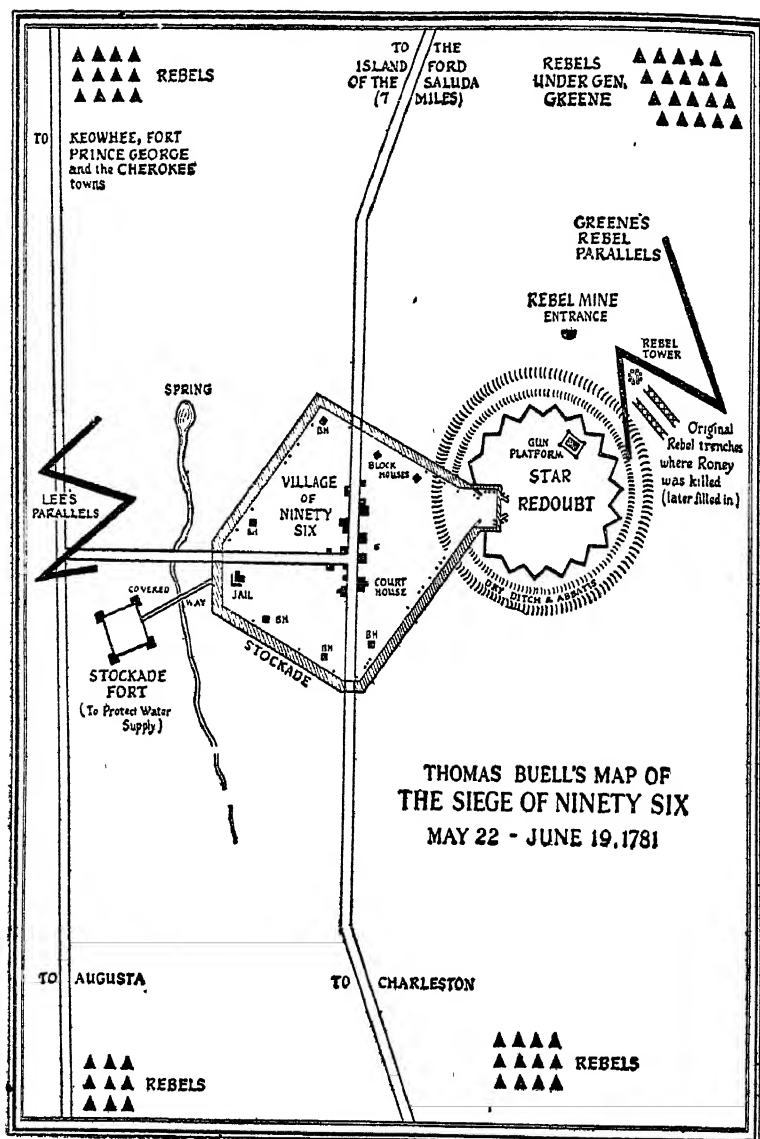 REBELS
TO KEOWHEE, FORT
PRINCE GEORGE
and the CHEROKEE
towns
TO THE
ISLAND FORD
OF THE SALUDA
(7 MILES)
REBELS
UNDER GEN.
GREENE
GREENE'S
REBEL
PARALLELS
REBEL MINE
ENTRANCE
REBEL
TOWER
Original
Rebel trenches
where Roney
was killed
(later filled in)
SPRING
LEE'S
PARALLELS
BH
BLOCK
HOUSES
VILLAGE
OF
NINETY
SIX
BH
GUN
PLATFORM
STAR
REDOUBT
DRY DITCH & ABBATIS
COURT
HOUSE
JAIL
COVERED
WAY
BH
BH
BH
STOCKADE
STOCKADE
FORT
(To Protect Water
Supply)
THOMAS BUELL'S MAP OF
THE SIEGE OF NINETY SIX
MAY 22 - JUNE 19, 1781
TO AUGUSTA
TO CHARLESTON
REBELS
REBELS